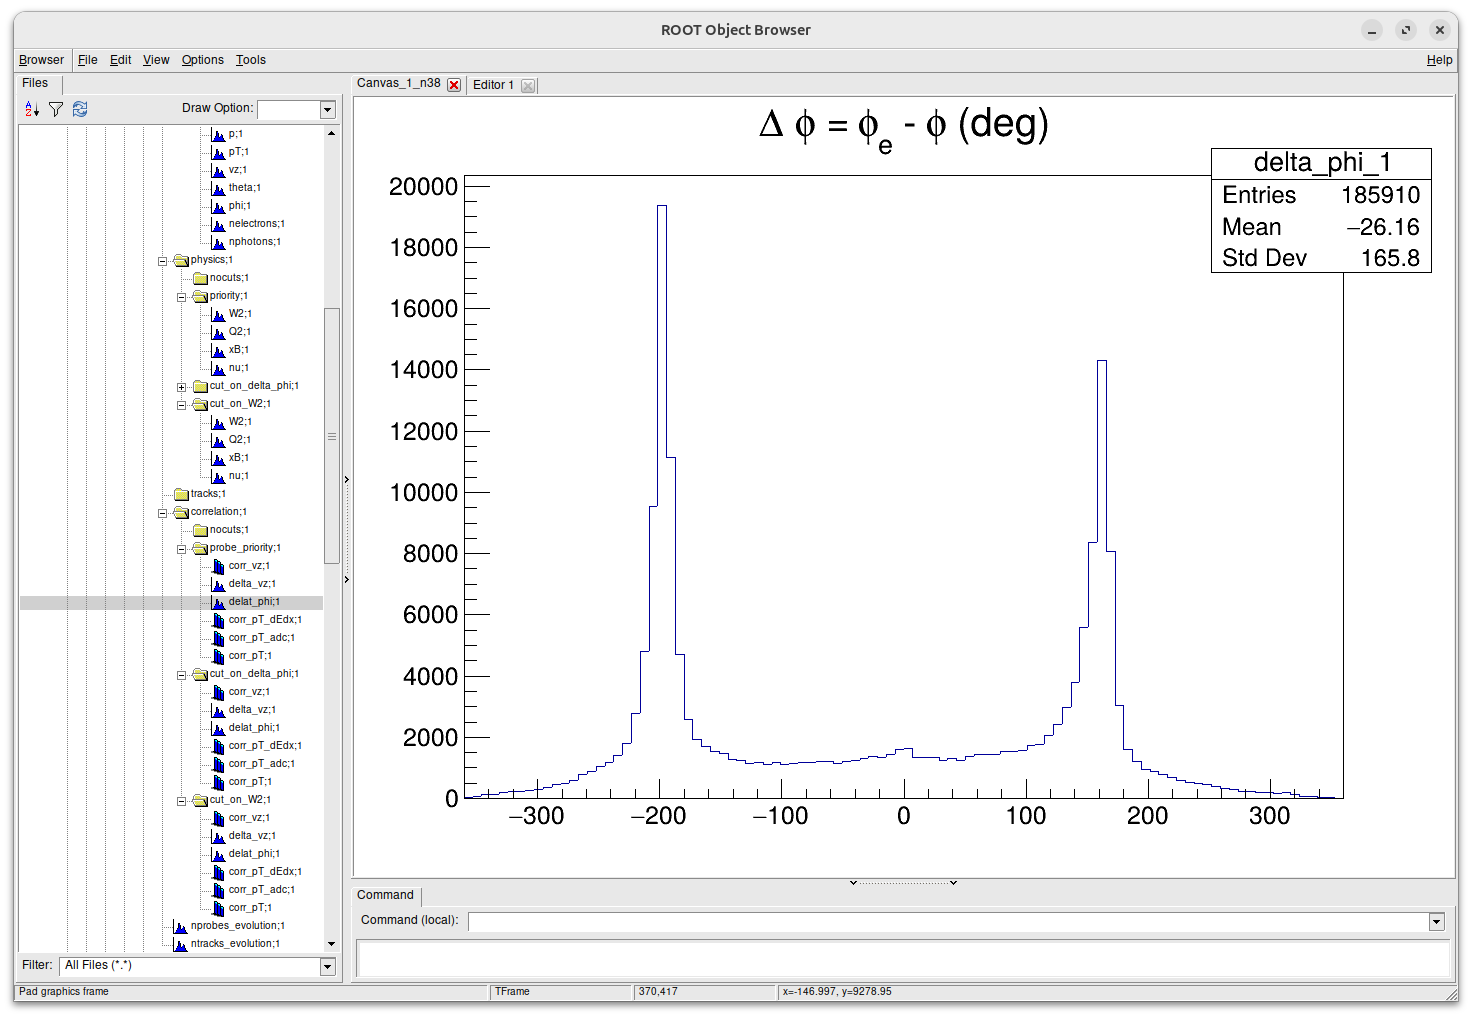 ROOT Object Browser
Browser File Edit View Options Tools Help
Files
Draw Option:
p;1
pT;1
vz;1
theta;1
phi;1
nelectrons;1
nphotons;1
physics;1
nocuts;1
priority;1
W2;1
Q2;1
xB;1
nu;1
cut_on_delta_phi;1
cut_on_W2;1
W2;1
Q2;1
xB;1
nu;1
tracks;1
correlation;1
nocuts;1
probe_priority;1
corr_vz;1
delta_vz;1
delat_phi;1
corr_pT_dEdx;1
corr_pT_adc;1
corr_pT;1
cut_on_delta_phi;1
corr_vz;1
delta_vz;1
delat_phi;1
corr_pT_dEdx;1
corr_pT_adc;1
corr_pT;1
cut_on_W2;1
corr_vz;1
delta_vz;1
delat_phi;1
corr_pT_dEdx;1
corr_pT_adc;1
corr_pT;1
nprobes_evolution;1
ntracks_evolution;1
Filter: All Files (*.*)
Canvas_1_n38 Editor 1
Δ ϕ = ϕe - ϕ (deg)
delta_phi_1
Entries 185910
Mean −26.16
Std Dev 165.8
20000
18000
16000
14000
12000
10000
8000
6000
4000
2000
0
−300 −200 −100 0 100 200 300
Command
Command (local):
Pad graphics frame TFrame 370,417 x=-146.997, y=9278.95